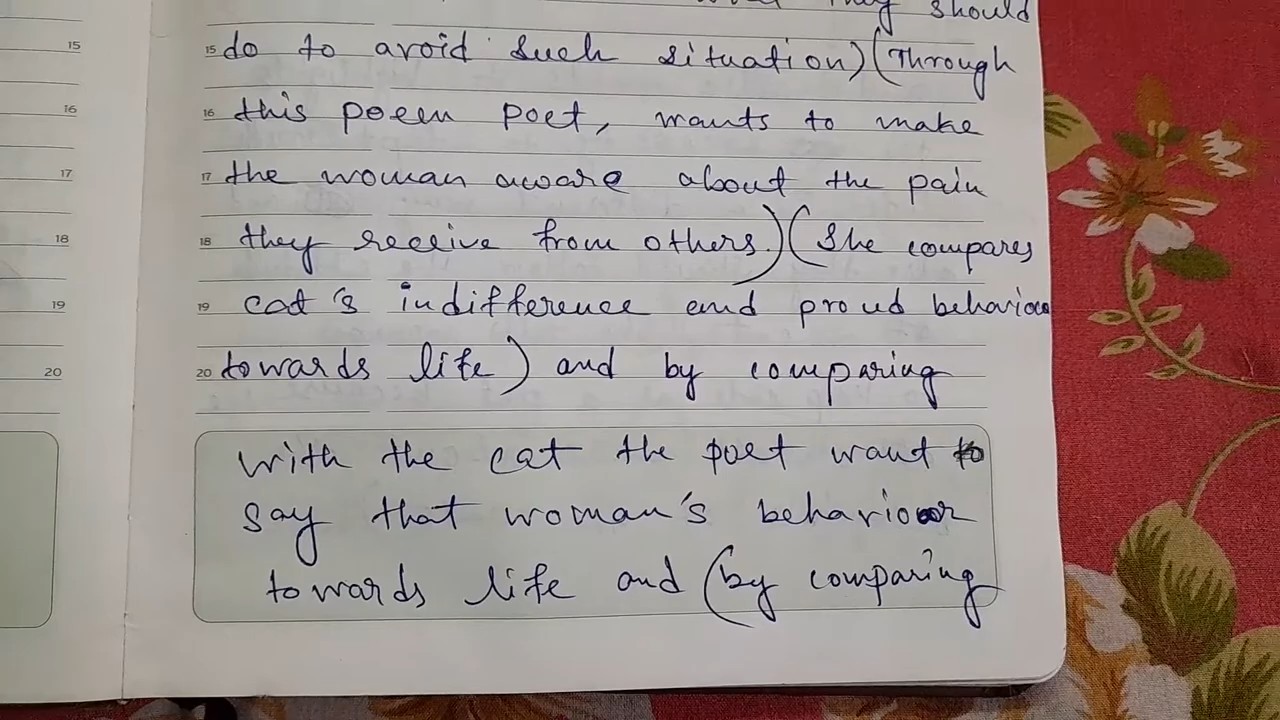 they should
15
15 do to avoid such situation) (Through
16
16 this poem poet, wants to make
17
17 the woman aware about the pain
18
18 they receive from others.) (She compares
19
19 cat's indifference and proud behaviour
20
20 towards life) and by comparing
with the cat the poet want to
say that woman's behaviour
towards life and (by comparing